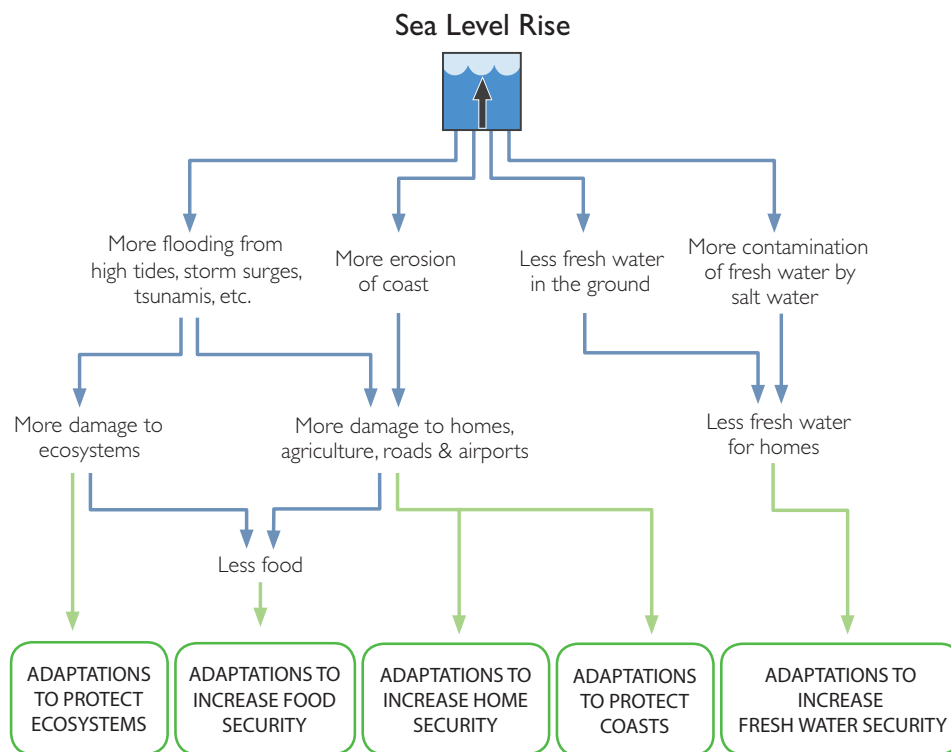 Sea Level Rise
More flooding from
high tides, storm surges,
tsunamis, etc.
More erosion
of coast
Less fresh water
in the ground
More contamination
of fresh water by
salt water
More damage to
ecosystems
More damage to homes,
agriculture, roads & airports
Less fresh water
for homes
Less food
ADAPTATIONS
TO PROTECT
ECOSYSTEMS
ADAPTATIONS TO
INCREASE FOOD
SECURITY
ADAPTATIONS TO
INCREASE HOME
SECURITY
ADAPTATIONS
TO PROTECT
COASTS
ADAPTATIONS TO
INCREASE
FRESH WATER SECURITY